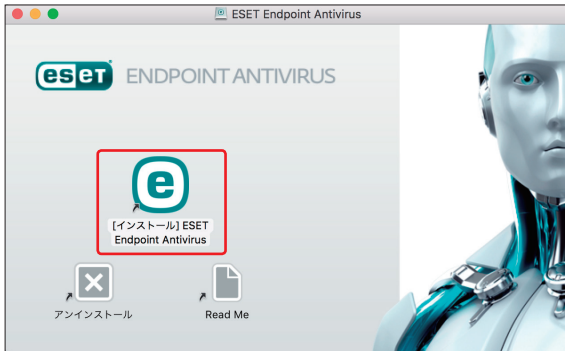 ESET Endpoint Antivirus
eseT ENDPOINT ANTIVIRUS
e
[インストール] ESET
Endpoint Antivirus
アンインストール
Read Me